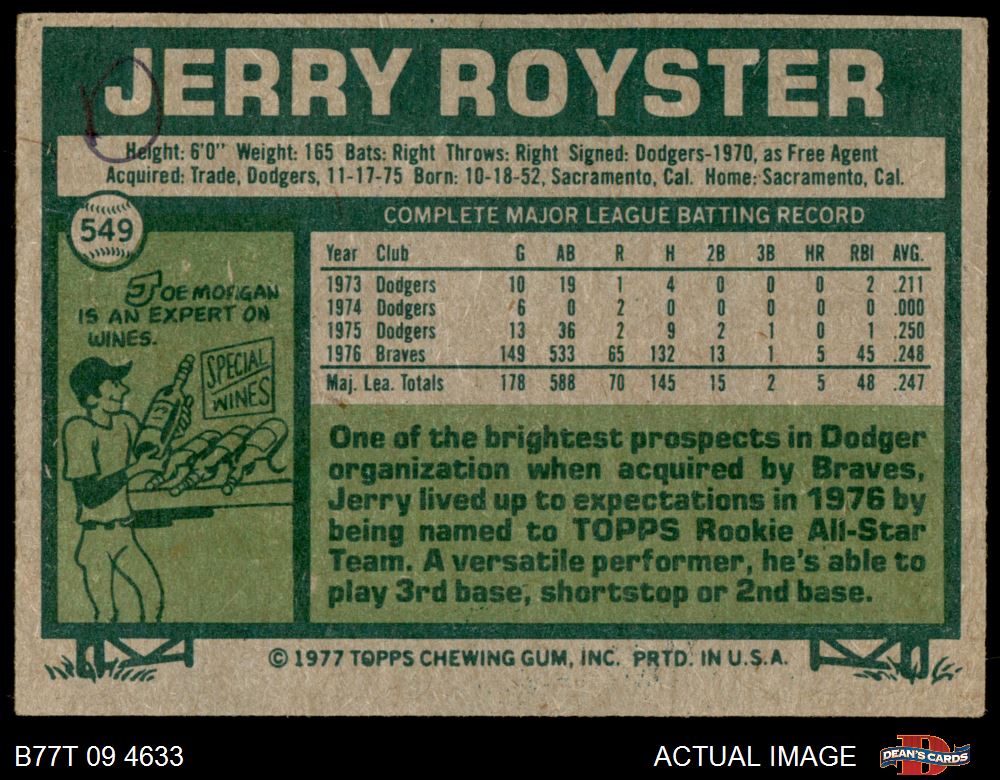 JERRY ROYSTER
Height: 6'0" Weight: 165 Bats: Right Throws: Right Signed: Dodgers-1970, as Free Agent
Acquired: Trade, Dodgers, 11-17-75 Born: 10-18-52, Sacramento, Cal. Home: Sacramento, Cal.
549
COMPLETE MAJOR LEAGUE BATTING RECORD
Year Club G AB R H 2B 3B HR RBI AVG.
1973 Dodgers 10 19 1 4 0 0 0 2 .211
1974 Dodgers 6 0 2 0 0 0 0 0 .000
1975 Dodgers 13 36 2 9 2 1 0 1 .250
1976 Braves 149 533 65 132 13 1 5 45 .248
Maj. Lea. Totals 178 588 70 145 15 2 5 48 .247
JOE MORGAN
IS AN EXPERT ON
WINES.
SPECIAL
WINES
One of the brightest prospects in Dodger
organization when acquired by Braves,
Jerry lived up to expectations in 1976 by
being named to TOPPS Rookie All-Star
Team. A versatile performer, he's able to
play 3rd base, shortstop or 2nd base.
© 1977 TOPPS CHEWING GUM, INC. PRTD. IN U.S.A.
B77T 09 4633
ACTUAL IMAGE
DEAN'S CARDS